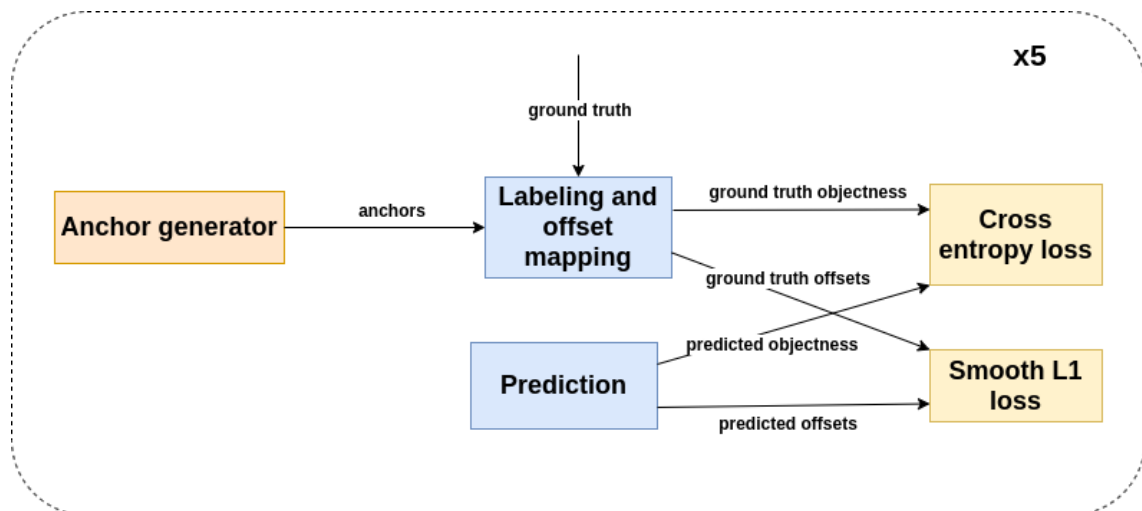 x5
ground truth
Anchor generator
anchors
Labeling and
offset
mapping
ground truth objectness
Cross
entropy loss
ground truth offsets
predicted objectness
Prediction
Smooth L1
loss
predicted offsets